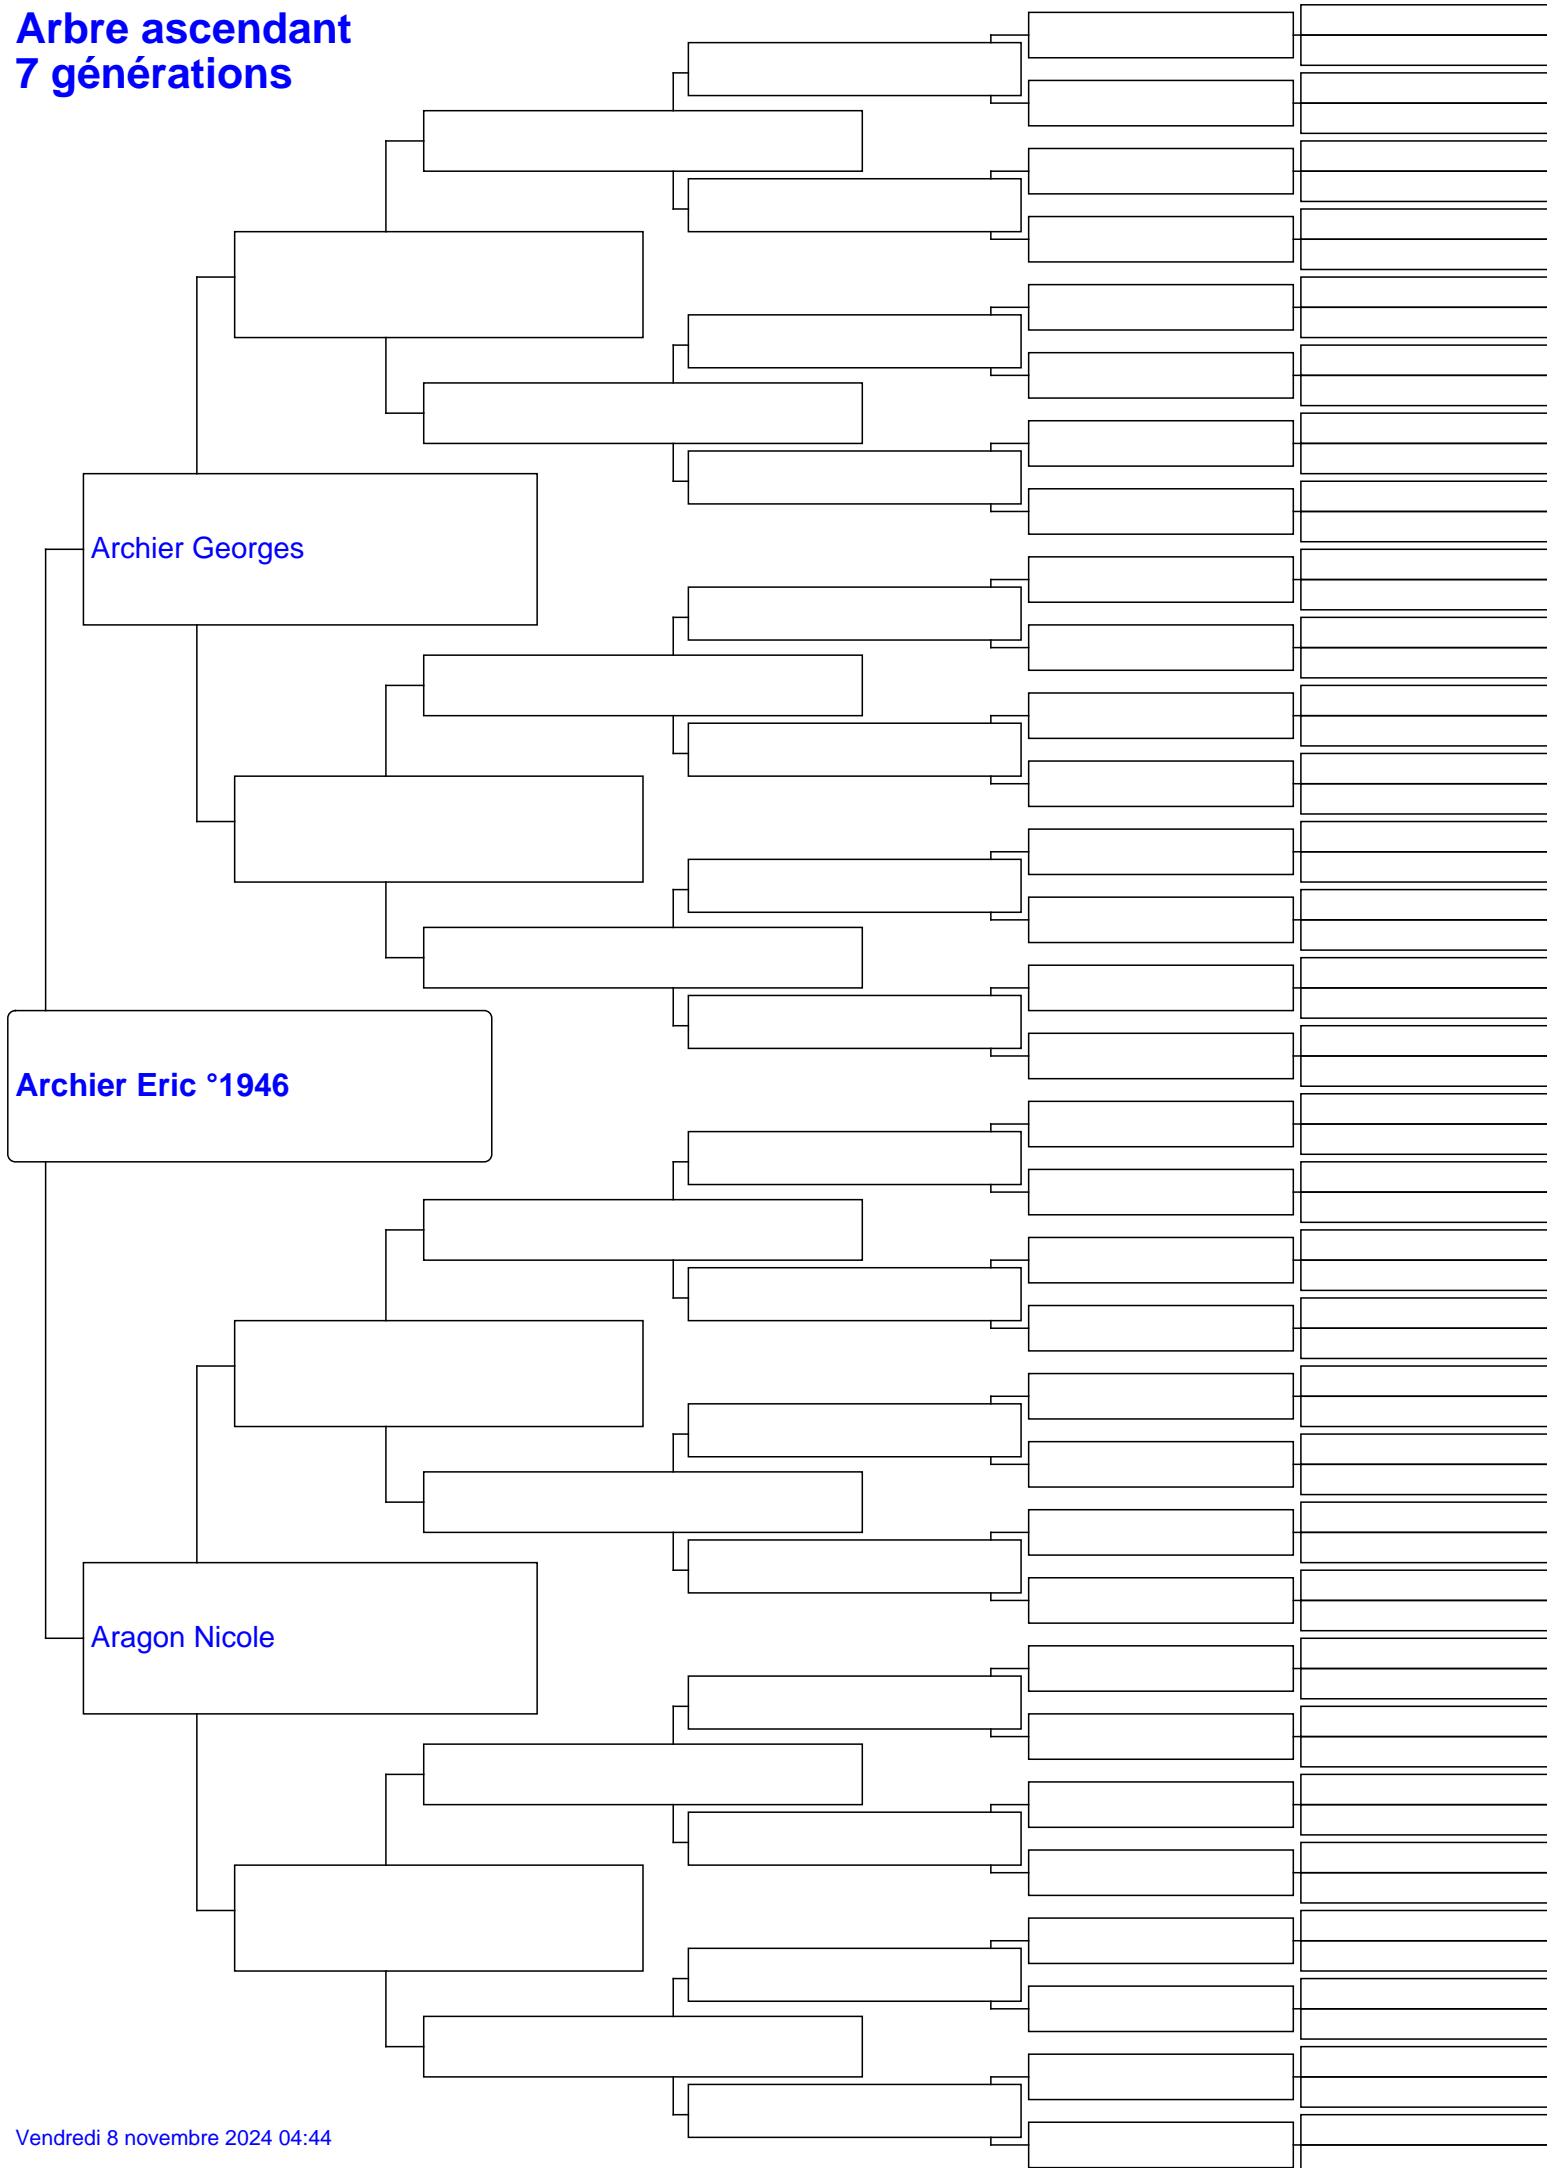 Arbre ascendant
7 générations
Archier Georges
Archier Eric °1946
Aragon Nicole
Vendredi 8 novembre 2024 04:44